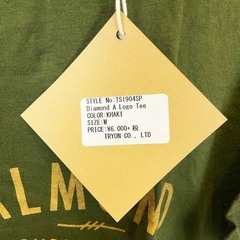 STYLE No:TS1904SP
Diamond A Logo Tee
COLOR:KHAKI
SIZE:M
PRICE:¥6,000+税
TRYON CO., LTD